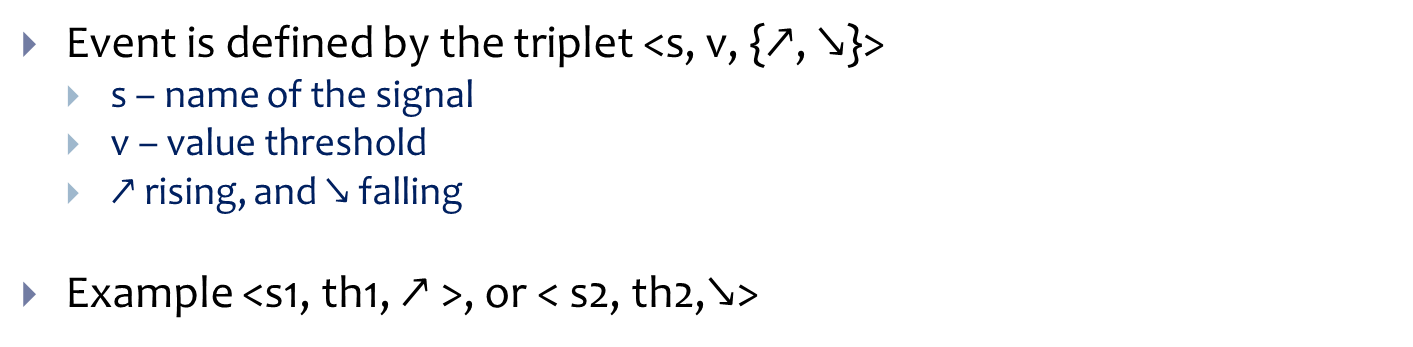 Event is defined by the triplet <s, v, {↗, ↘}>
s – name of the signal
v – value threshold
↗ rising, and ↘ falling
Example <s1, th1, ↗ >, or < s2, th2,↘>